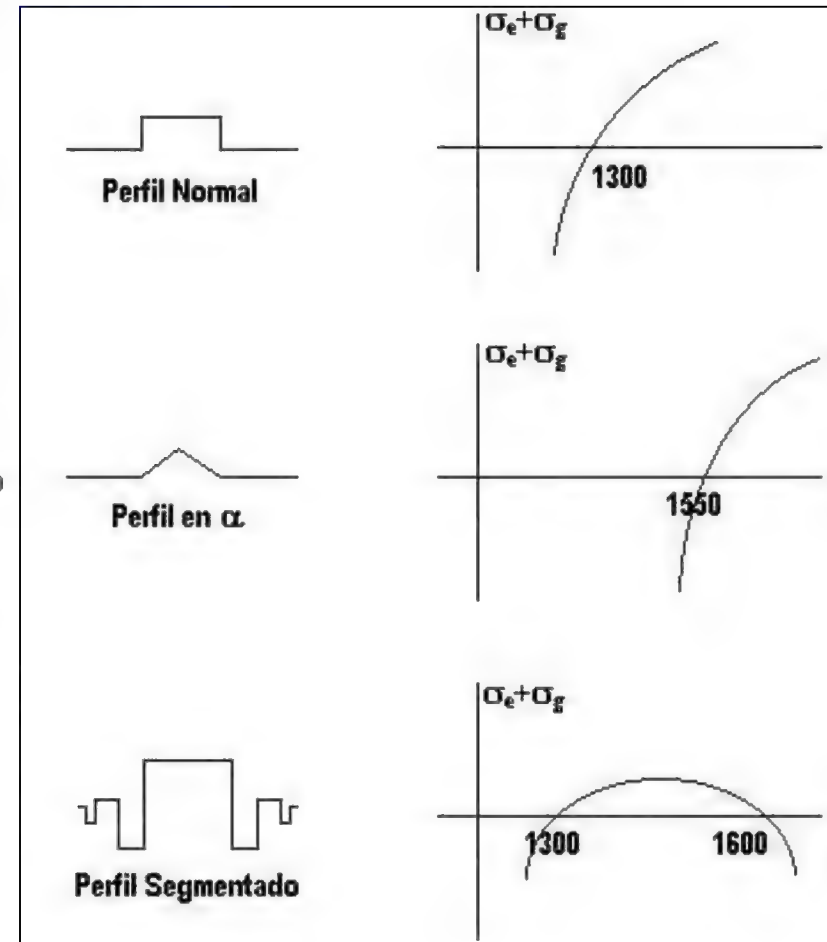 σe+σg
1300
Perfil Normal
σe+σg
1550
Perfil en α
σe+σg
1300 1600
Perfil Segmentado